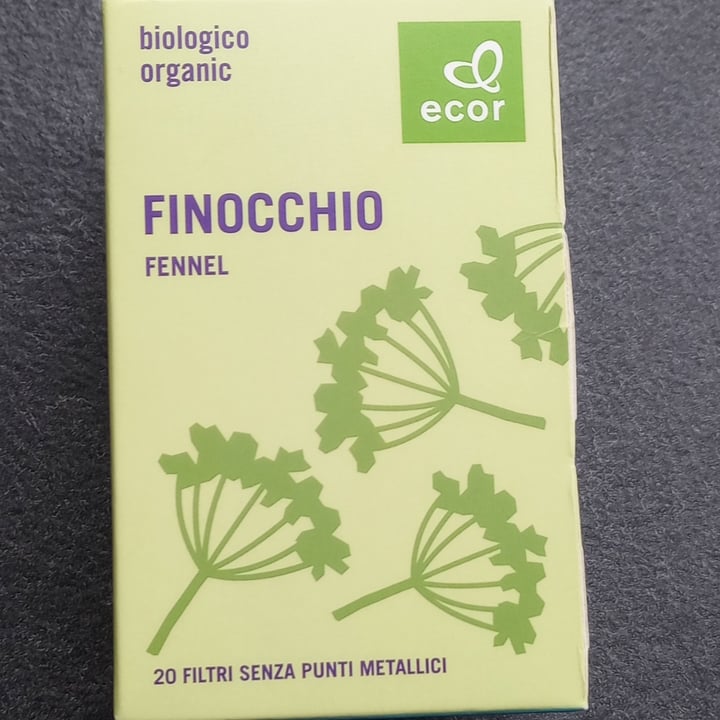 biologico
organic
ecor
FINOCCHIO
FENNEL
20 FILTRI SENZA PUNTI METALLICI